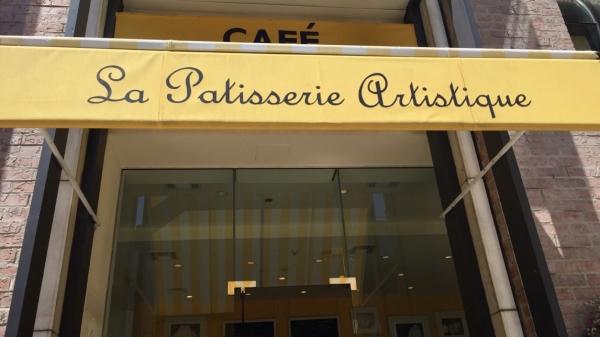 CAFÉ
La Patisserie Artistique